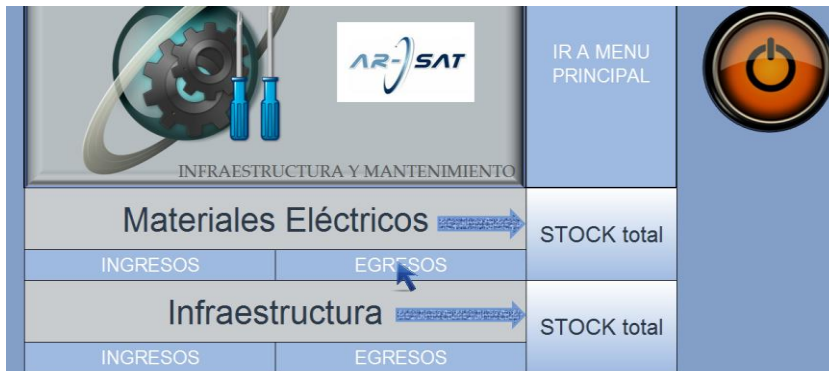 AR-SAT
IR A MENU
PRINCIPAL
INFRAESTRUCTURA Y MANTENIMIENTO
Materiales Eléctricos
STOCK total
INGRESOS
EGRESOS
Infraestructura
STOCK total
INGRESOS
EGRESOS